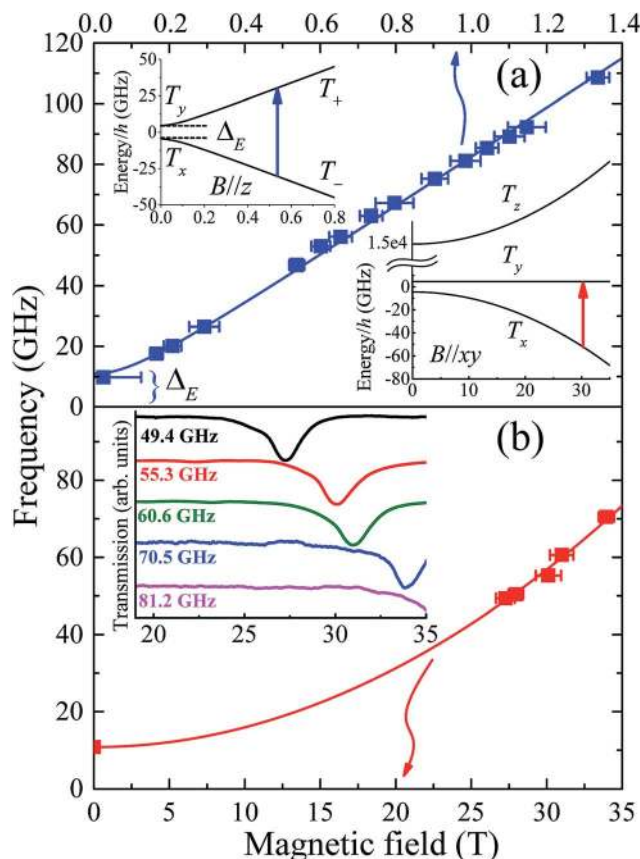 0.0 0.2 0.4 0.6 0.8 1.0 1.2 1.4
120
100
80
60
40
20
0
(a)
Energy/h (GHz)
50
25
0
-25
-50
T_y
T_x
Δ_E
T_+
T_-
B//z
0.0 0.2 0.4 0.6 0.8
Energy/h (GHz)
1.5e4
0
-20
-40
-60
-80
T_z
T_y
T_x
B//xy
0 10 20 30
} Δ_E
Frequency (GHz)
80
60
40
20
0
(b)
Transmission (arb. units)
49.4 GHz
55.3 GHz
60.6 GHz
70.5 GHz
81.2 GHz
20 25 30 35
0 5 10 15 20 25 30 35
Magnetic field (T)